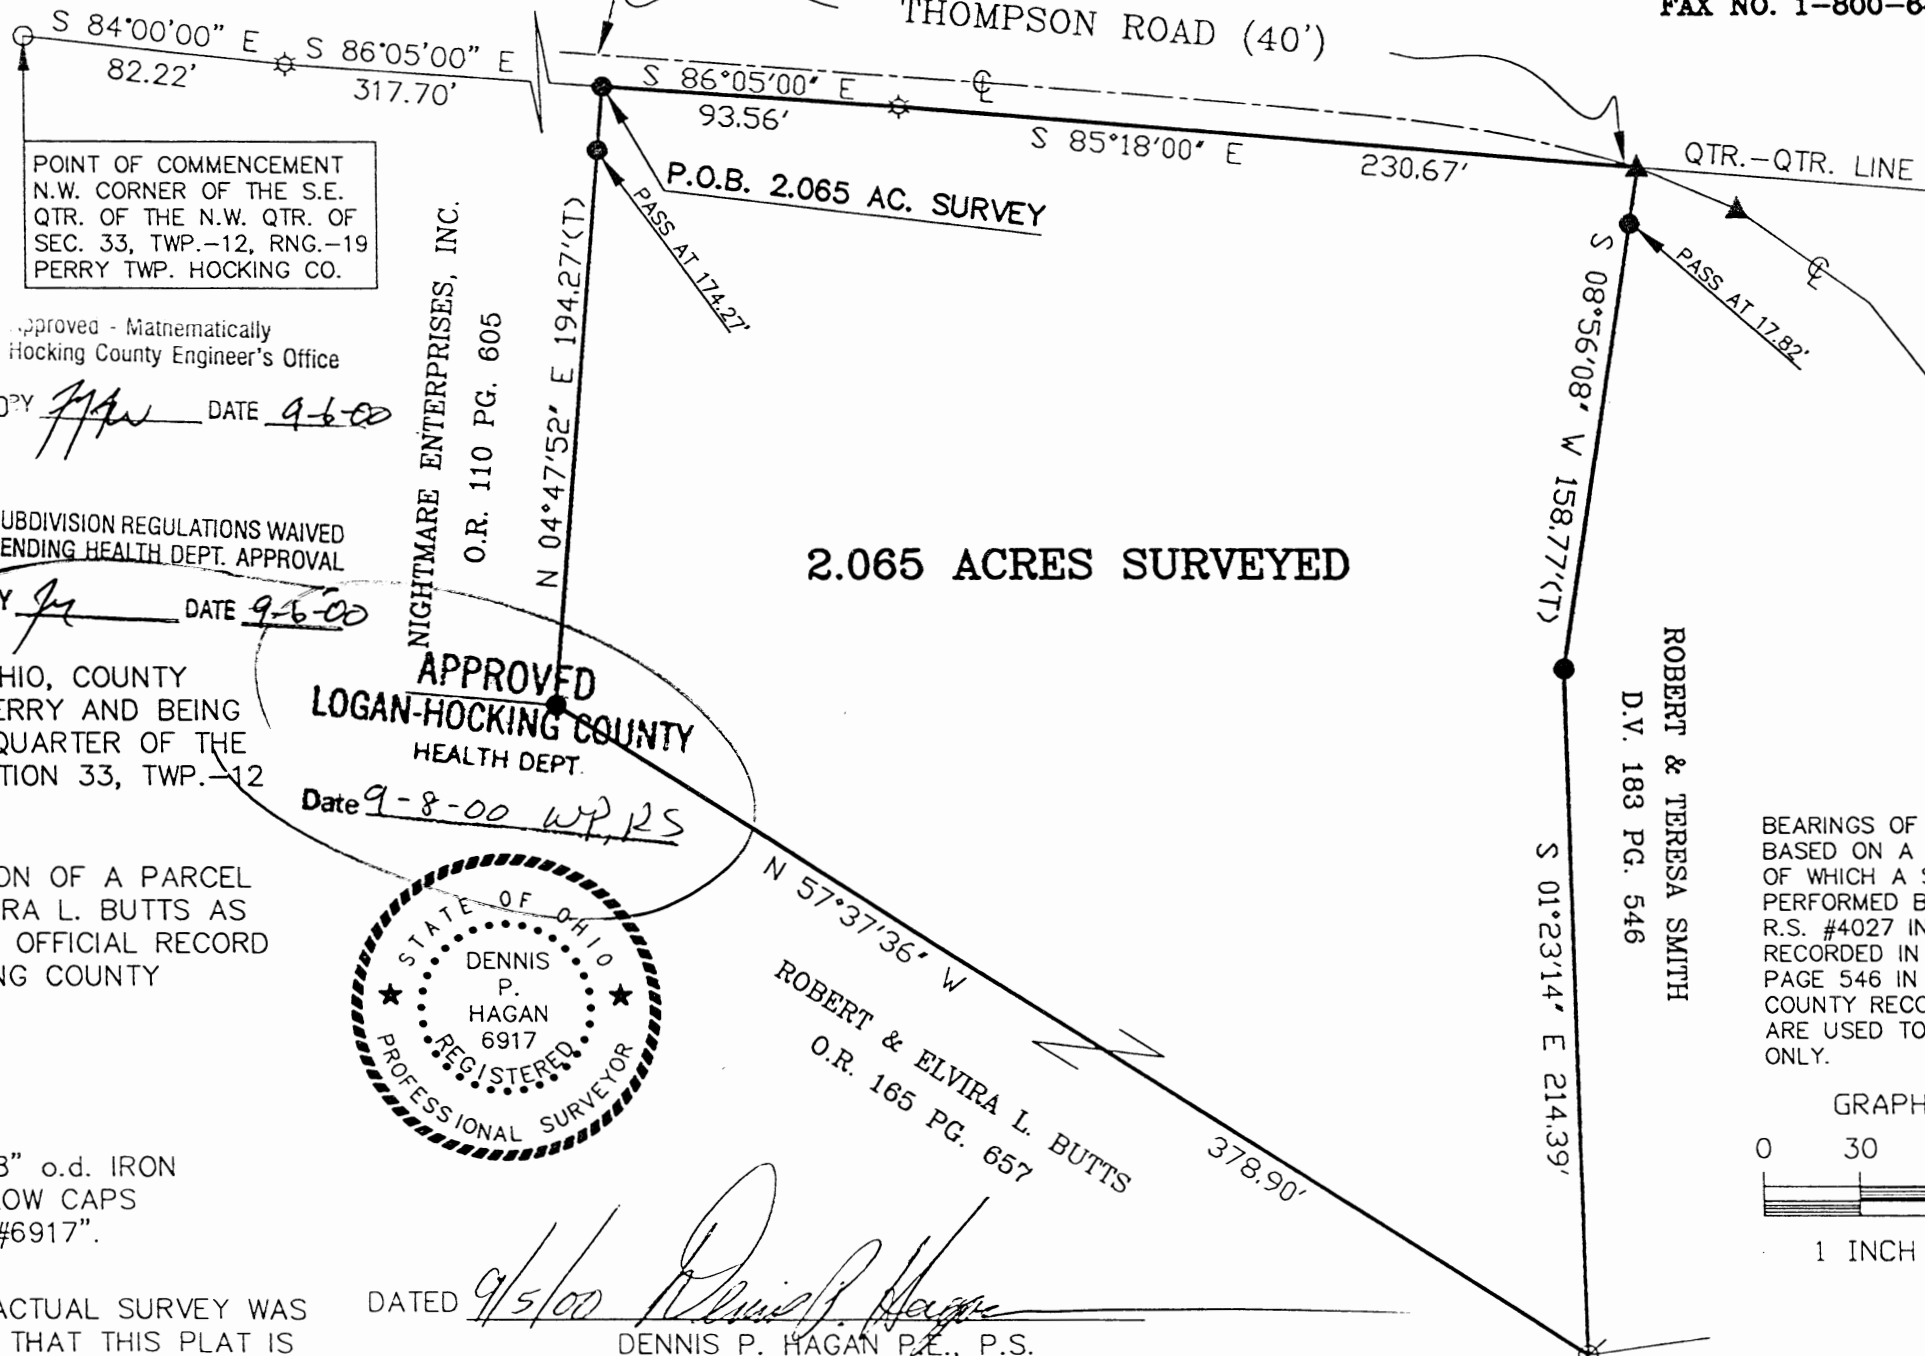 FAX NO. 1-800-6
THOMPSON ROAD (40')
S 84°00'00" E
82.22'
S 86°05'00" E
317.70'
S 86°05'00" E
93.56'
℄
S 85°18'00" E
230.67'
QTR.-QTR. LINE
POINT OF COMMENCEMENT
N.W. CORNER OF THE S.E.
QTR. OF THE N.W. QTR. OF
SEC. 33, TWP.-12, RNG.-19
PERRY TWP. HOCKING CO.
P.O.B. 2.065 AC. SURVEY
PASS AT 174.27'
PASS AT 17.82'
℄
Approved - Mathematically
Hocking County Engineer's Office
BY DATE 9-6-00
NIGHTMARE ENTERPRISES, INC.
O.R. 110 PG. 605
N 04°47'52" E 194.27'(T)
S 08°56'08" W 158.77'(T)
UBDIVISION REGULATIONS WAIVED
ENDING HEALTH DEPT. APPROVAL
Y DATE 9-6-00
2.065 ACRES SURVEYED
APPROVED
LOGAN-HOCKING COUNTY
HEALTH DEPT.
Date 9-8-00 WP, RS
HIO, COUNTY
ERRY AND BEING
QUARTER OF THE
TION 33, TWP.-12
ON OF A PARCEL
RA L. BUTTS AS
OFFICIAL RECORD
NG COUNTY
STATE OF OHIO
DENNIS
P.
HAGAN
6917
REGISTERED
PROFESSIONAL SURVEYOR
N 57°37'36" W
378.90'
ROBERT & ELVIRA L. BUTTS
O.R. 165 PG. 657
ROBERT & TERESA SMITH
D.V. 183 PG. 546
S 01°23'14" E 214.39'
BEARINGS OF
BASED ON A
OF WHICH A S
PERFORMED B
R.S. #4027 IN
RECORDED IN
PAGE 546 IN
COUNTY RECO
ARE USED TO
ONLY.
GRAPH
0 30
1 INCH
8" o.d. IRON
OW CAPS
#6917".
ACTUAL SURVEY WAS
THAT THIS PLAT IS
DATED 9/5/00 Dennis P. Hagan
DENNIS P. HAGAN P.E., P.S.